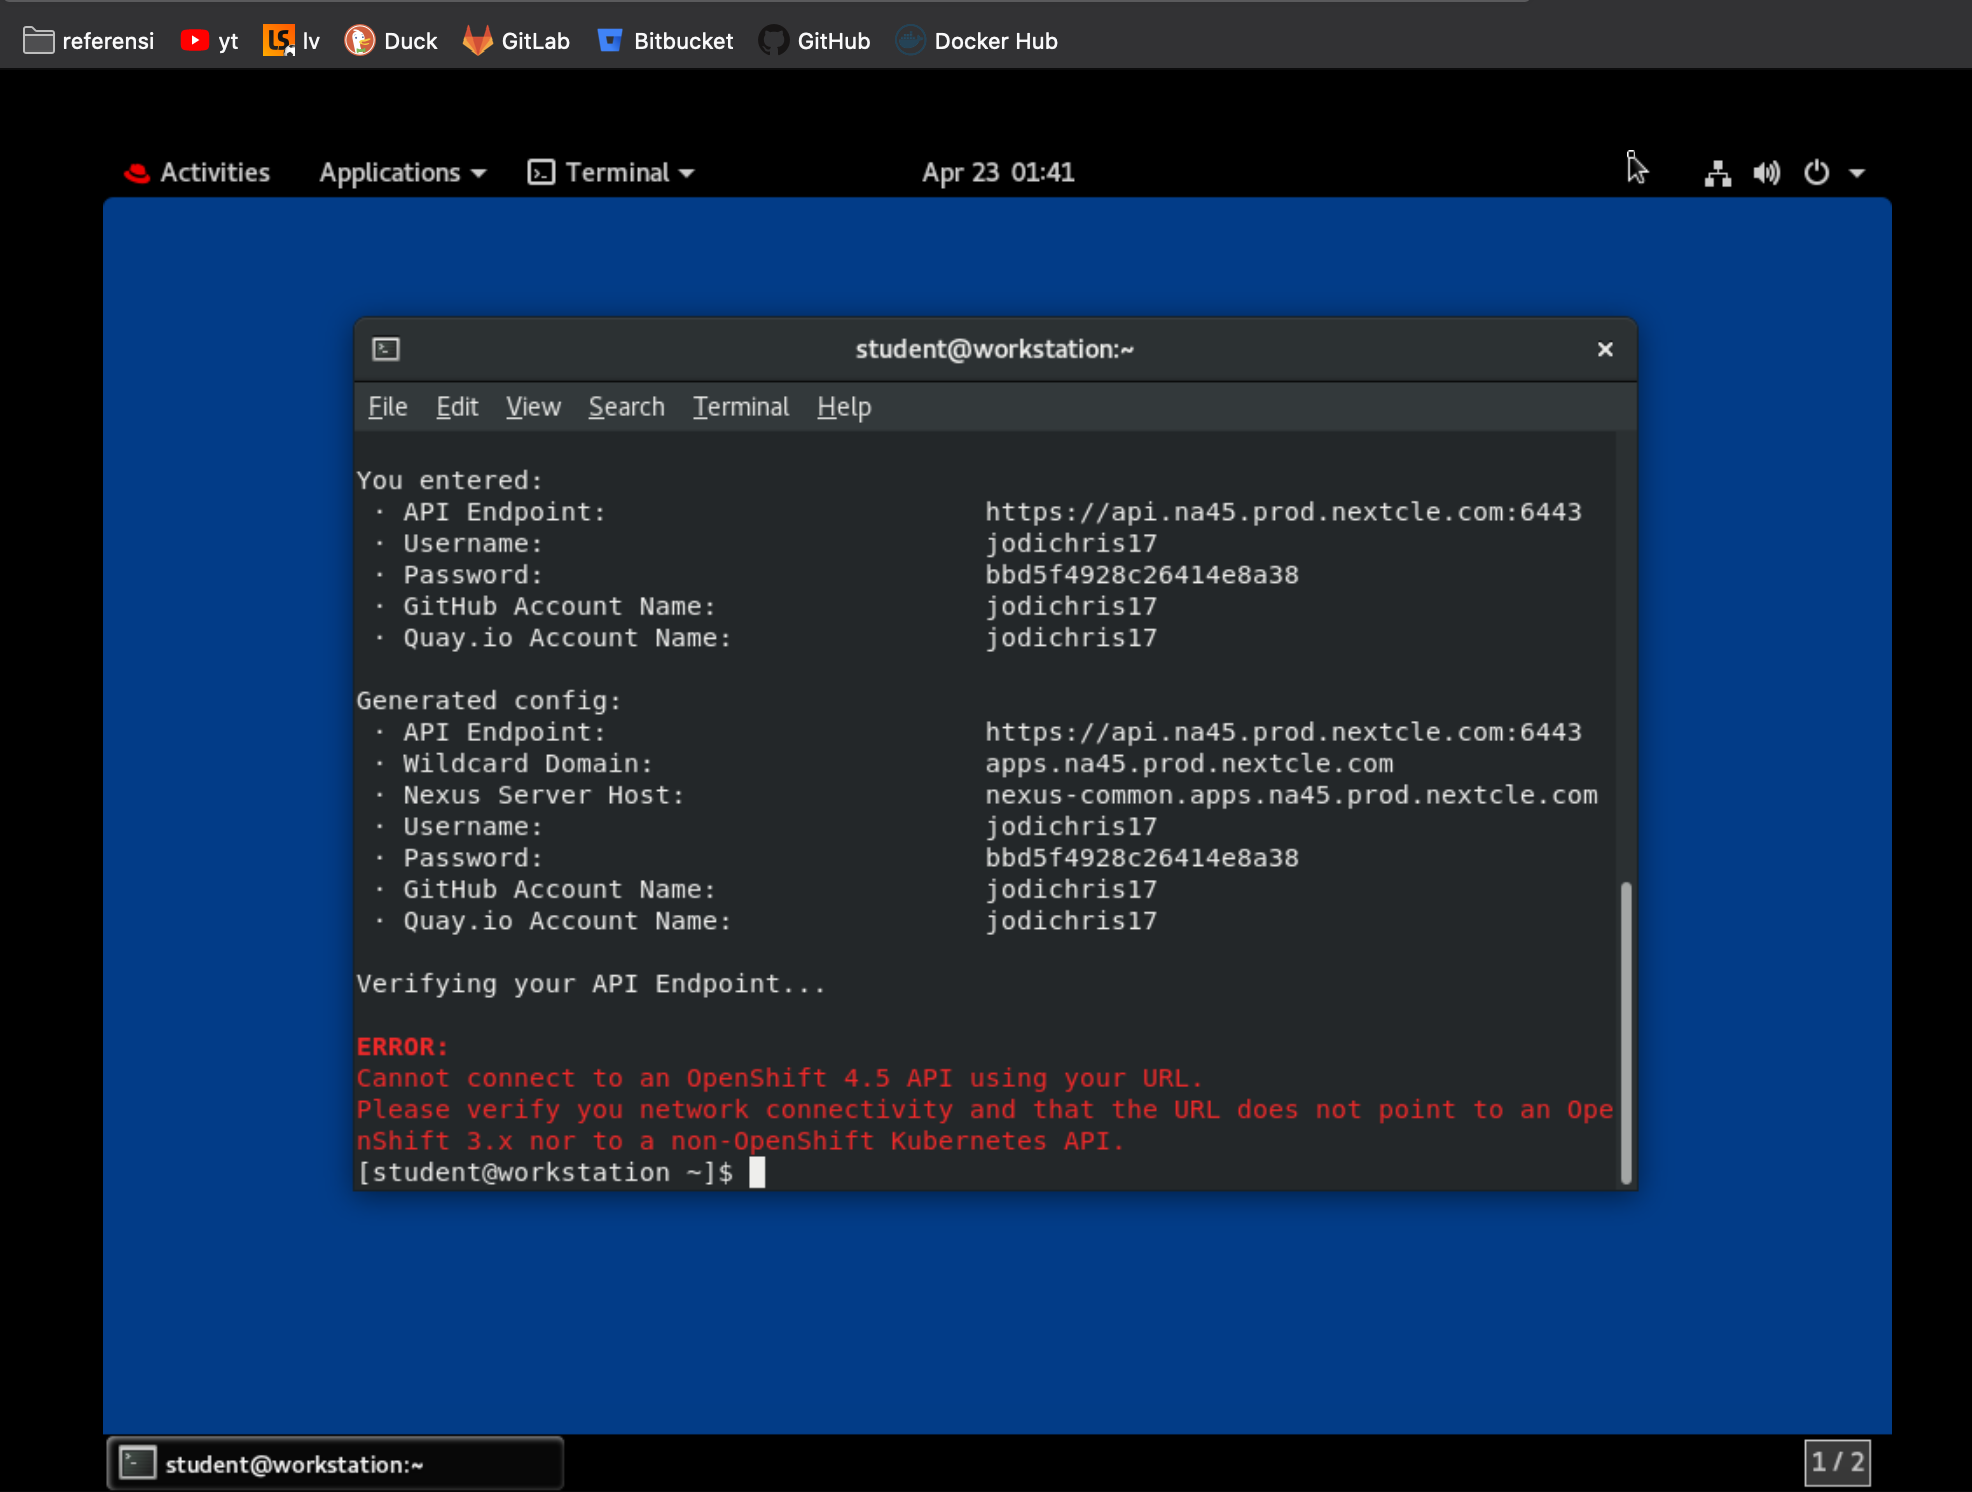 referensi yt lv Duck GitLab Bitbucket GitHub Docker Hub
Activities Applications Terminal Apr 23 01:41
student@workstation:~
File Edit View Search Terminal Help
You entered:
· API Endpoint: https://api.na45.prod.nextcle.com:6443
· Username: jodichris17
· Password: bbd5f4928c26414e8a38
· GitHub Account Name: jodichris17
· Quay.io Account Name: jodichris17
Generated config:
· API Endpoint: https://api.na45.prod.nextcle.com:6443
· Wildcard Domain: apps.na45.prod.nextcle.com
· Nexus Server Host: nexus-common.apps.na45.prod.nextcle.com
· Username: jodichris17
· Password: bbd5f4928c26414e8a38
· GitHub Account Name: jodichris17
· Quay.io Account Name: jodichris17
Verifying your API Endpoint...
ERROR:
Cannot connect to an OpenShift 4.5 API using your URL.
Please verify you network connectivity and that the URL does not point to an Ope
nShift 3.x nor to a non-OpenShift Kubernetes API.
[student@workstation ~]$
student@workstation:~ 1 / 2